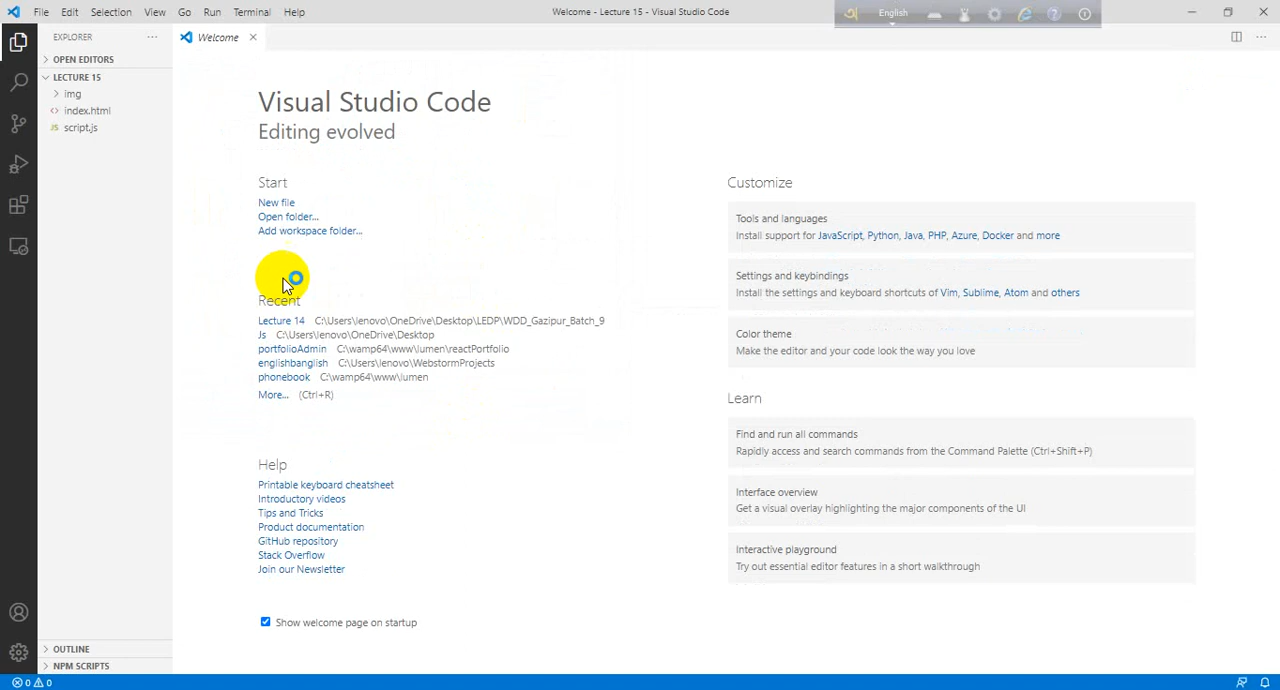 File Edit Selection View Go Run Terminal Help
Welcome - Lecture 15 - Visual Studio Code
English
EXPLORER
OPEN EDITORS
LECTURE 15
img
index.html
JS script.js
Welcome
Visual Studio Code
Editing evolved
Start
New file
Open folder...
Add workspace folder...
Recent
Lecture 14 C:\Users\lenovo\OneDrive\Desktop\LEDP\WDD_Gazipur_Batch_9
Js C:\Users\lenovo\OneDrive\Desktop
portfolioAdmin C:\wamp64\www\lumen\reactPortfolio
englishbanglish C:\Users\lenovo\WebstormProjects
phonebook C:\wamp64\www\lumen
More... (Ctrl+R)
Help
Printable keyboard cheatsheet
Introductory videos
Tips and Tricks
Product documentation
GitHub repository
Stack Overflow
Join our Newsletter
Show welcome page on startup
Customize
Tools and languages
Install support for JavaScript, Python, Java, PHP, Azure, Docker and more
Settings and keybindings
Install the settings and keyboard shortcuts of Vim, Sublime, Atom and others
Color theme
Make the editor and your code look the way you love
Learn
Find and run all commands
Rapidly access and search commands from the Command Palette (Ctrl+Shift+P)
Interface overview
Get a visual overlay highlighting the major components of the UI
Interactive playground
Try out essential editor features in a short walkthrough
OUTLINE
NPM SCRIPTS
0 0